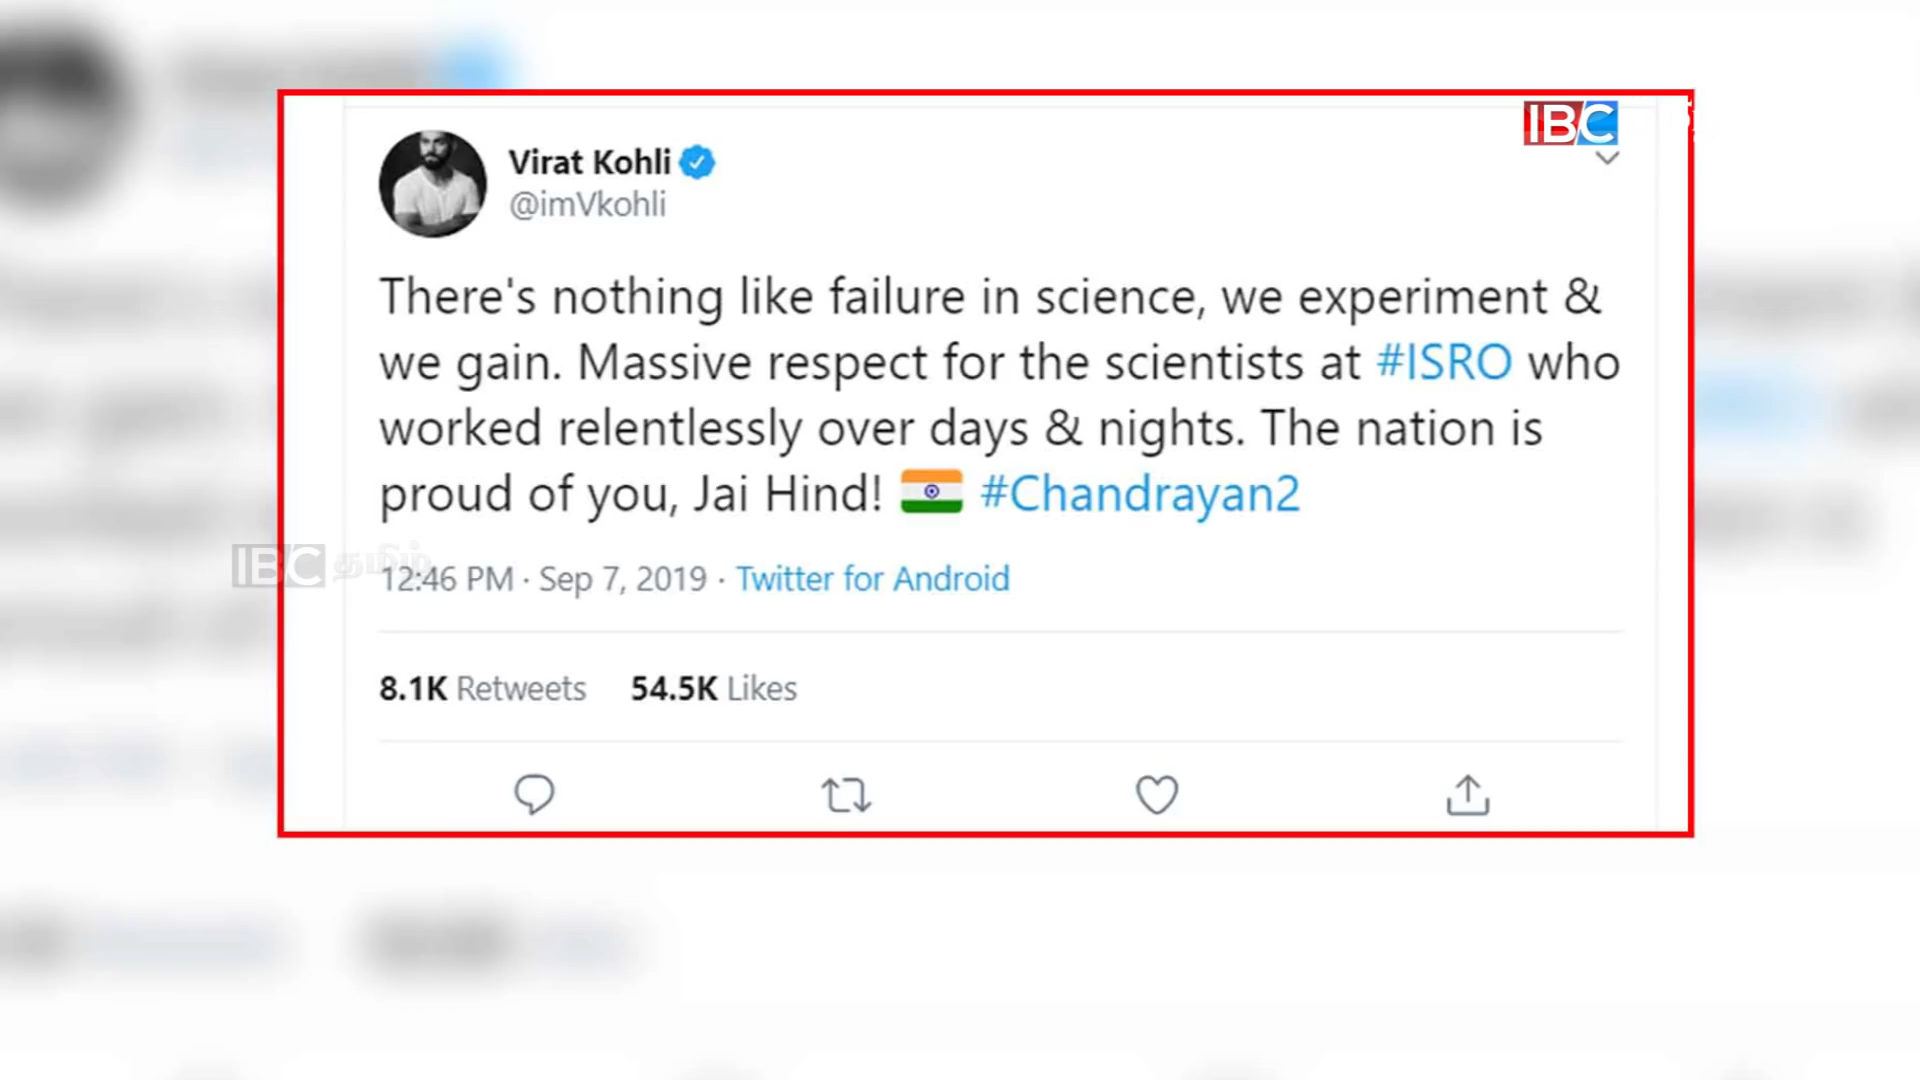 IBC
Virat Kohli
@imVkohli
There's nothing like failure in science, we experiment &
we gain. Massive respect for the scientists at #ISRO who
worked relentlessly over days & nights. The nation is
proud of you, Jai Hind! #Chandrayan2
IBC தமிழ்
12:46 PM · Sep 7, 2019 · Twitter for Android
8.1K Retweets 54.5K Likes